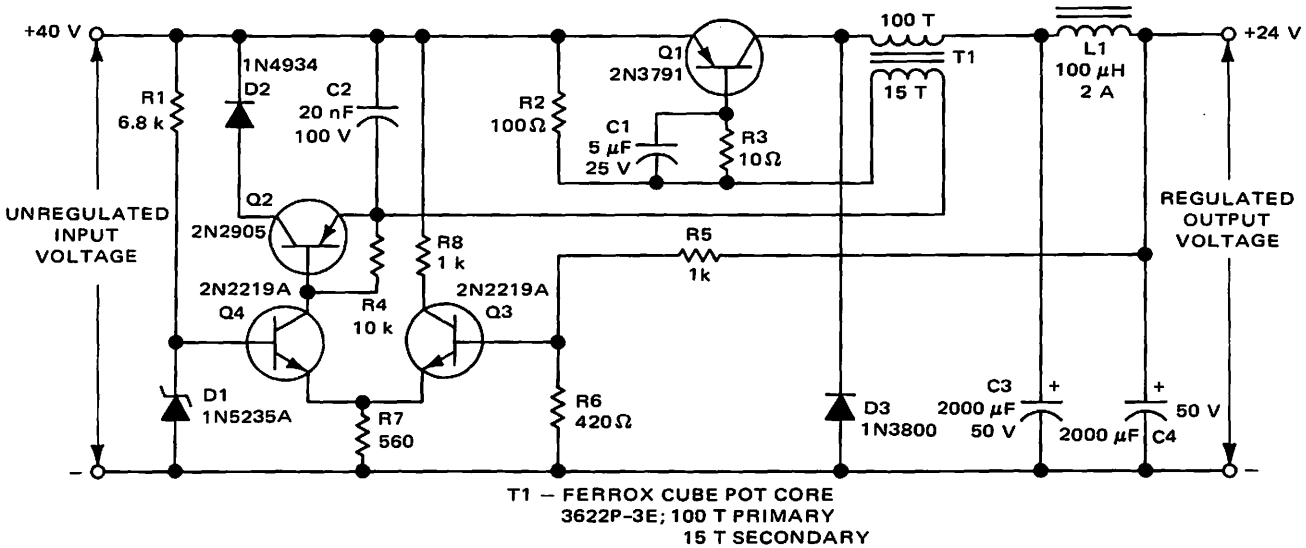 +40 V
1N4934
D2
R1
6.8 k
C2
20 nF
100 V
R2
100Ω
Q1
2N3791
C1
5 µF
25 V
R3
10Ω
100 T
T1
15 T
L1
100 µH
2 A
+24 V
UNREGULATED
INPUT
VOLTAGE
Q2
2N2905
R8
1 k
R5
1k
REGULATED
OUTPUT
VOLTAGE
2N2219A
Q4
R4
10 k
2N2219A
Q3
D1
1N5235A
R7
560
R6
420Ω
D3
1N3800
C3
2000 µF
50 V
+
+
50 V
2000 µF
C4
–
–
T1 – FERROX CUBE POT CORE
3622P-3E; 100 T PRIMARY
15 T SECONDARY